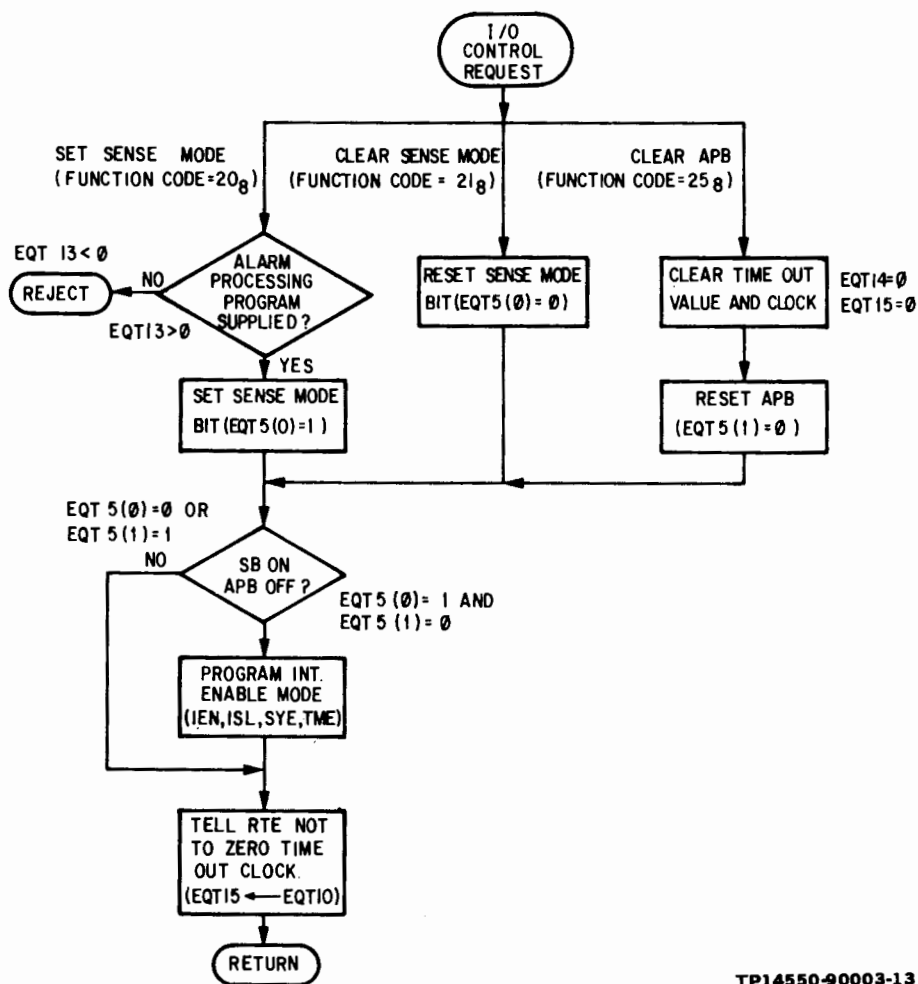 I/O
CONTROL
REQUEST
SET SENSE MODE
(FUNCTION CODE=20₈)
CLEAR SENSE MODE
(FUNCTION CODE = 21₈)
CLEAR APB
(FUNCTION CODE=25₈)
EQT 13<Ø
REJECT
NO
EQT13>Ø
ALARM
PROCESSING
PROGRAM
SUPPLIED?
YES
RESET SENSE MODE
BIT(EQT5(Ø)=Ø)
CLEAR TIME OUT
VALUE AND CLOCK
EQT14=Ø
EQT15=Ø
SET SENSE MODE
BIT(EQT5(0)=1)
RESET APB
(EQT5(1)=Ø)
EQT 5(Ø)=Ø OR
EQT 5(1)=1
NO
SB ON
APB OFF?
EQT5(Ø)= 1 AND
EQT5(1)=Ø
PROGRAM INT.
ENABLE MODE
(IEN,ISL,SYE,TME)
TELL RTE NOT
TO ZERO TIME
OUT CLOCK.
(EQT15 ← EQT10)
RETURN
TP14550-90003-13